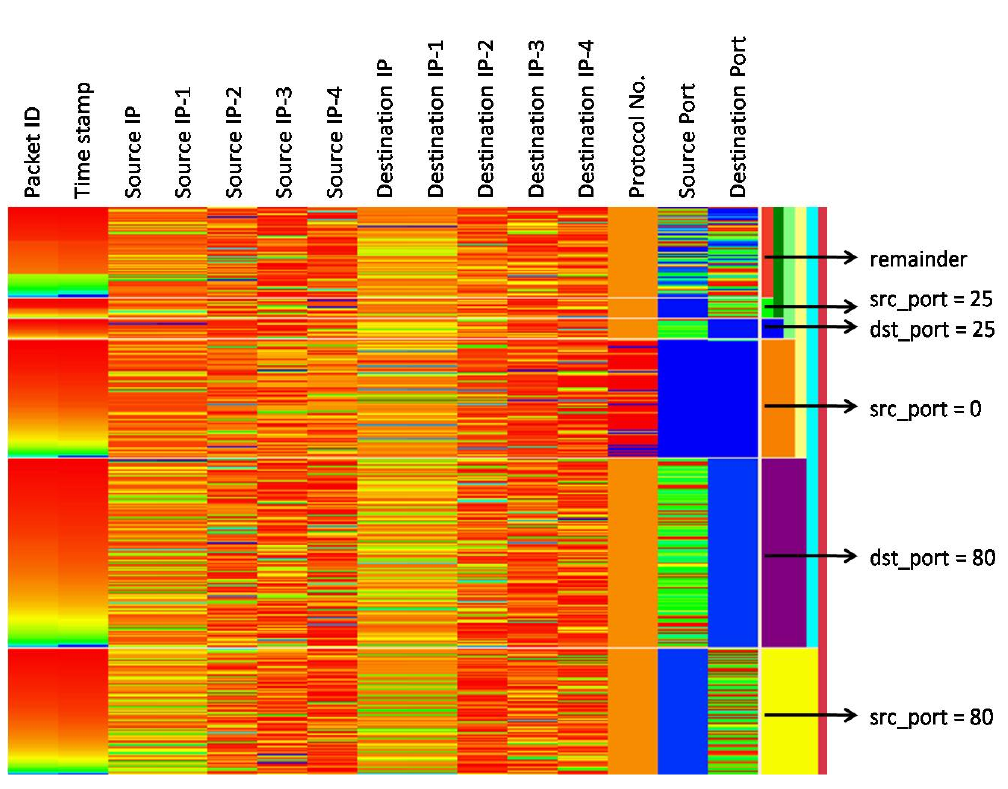 Packet ID
Time stamp
Source IP
Source IP-1
Source IP-2
Source IP-3
Source IP-4
Destination IP
Destination IP-1
Destination IP-2
Destination IP-3
Destination IP-4
Protocol No.
Source Port
Destination Port
remainder
src_port = 25
dst_port = 25
src_port = 0
dst_port = 80
src_port = 80